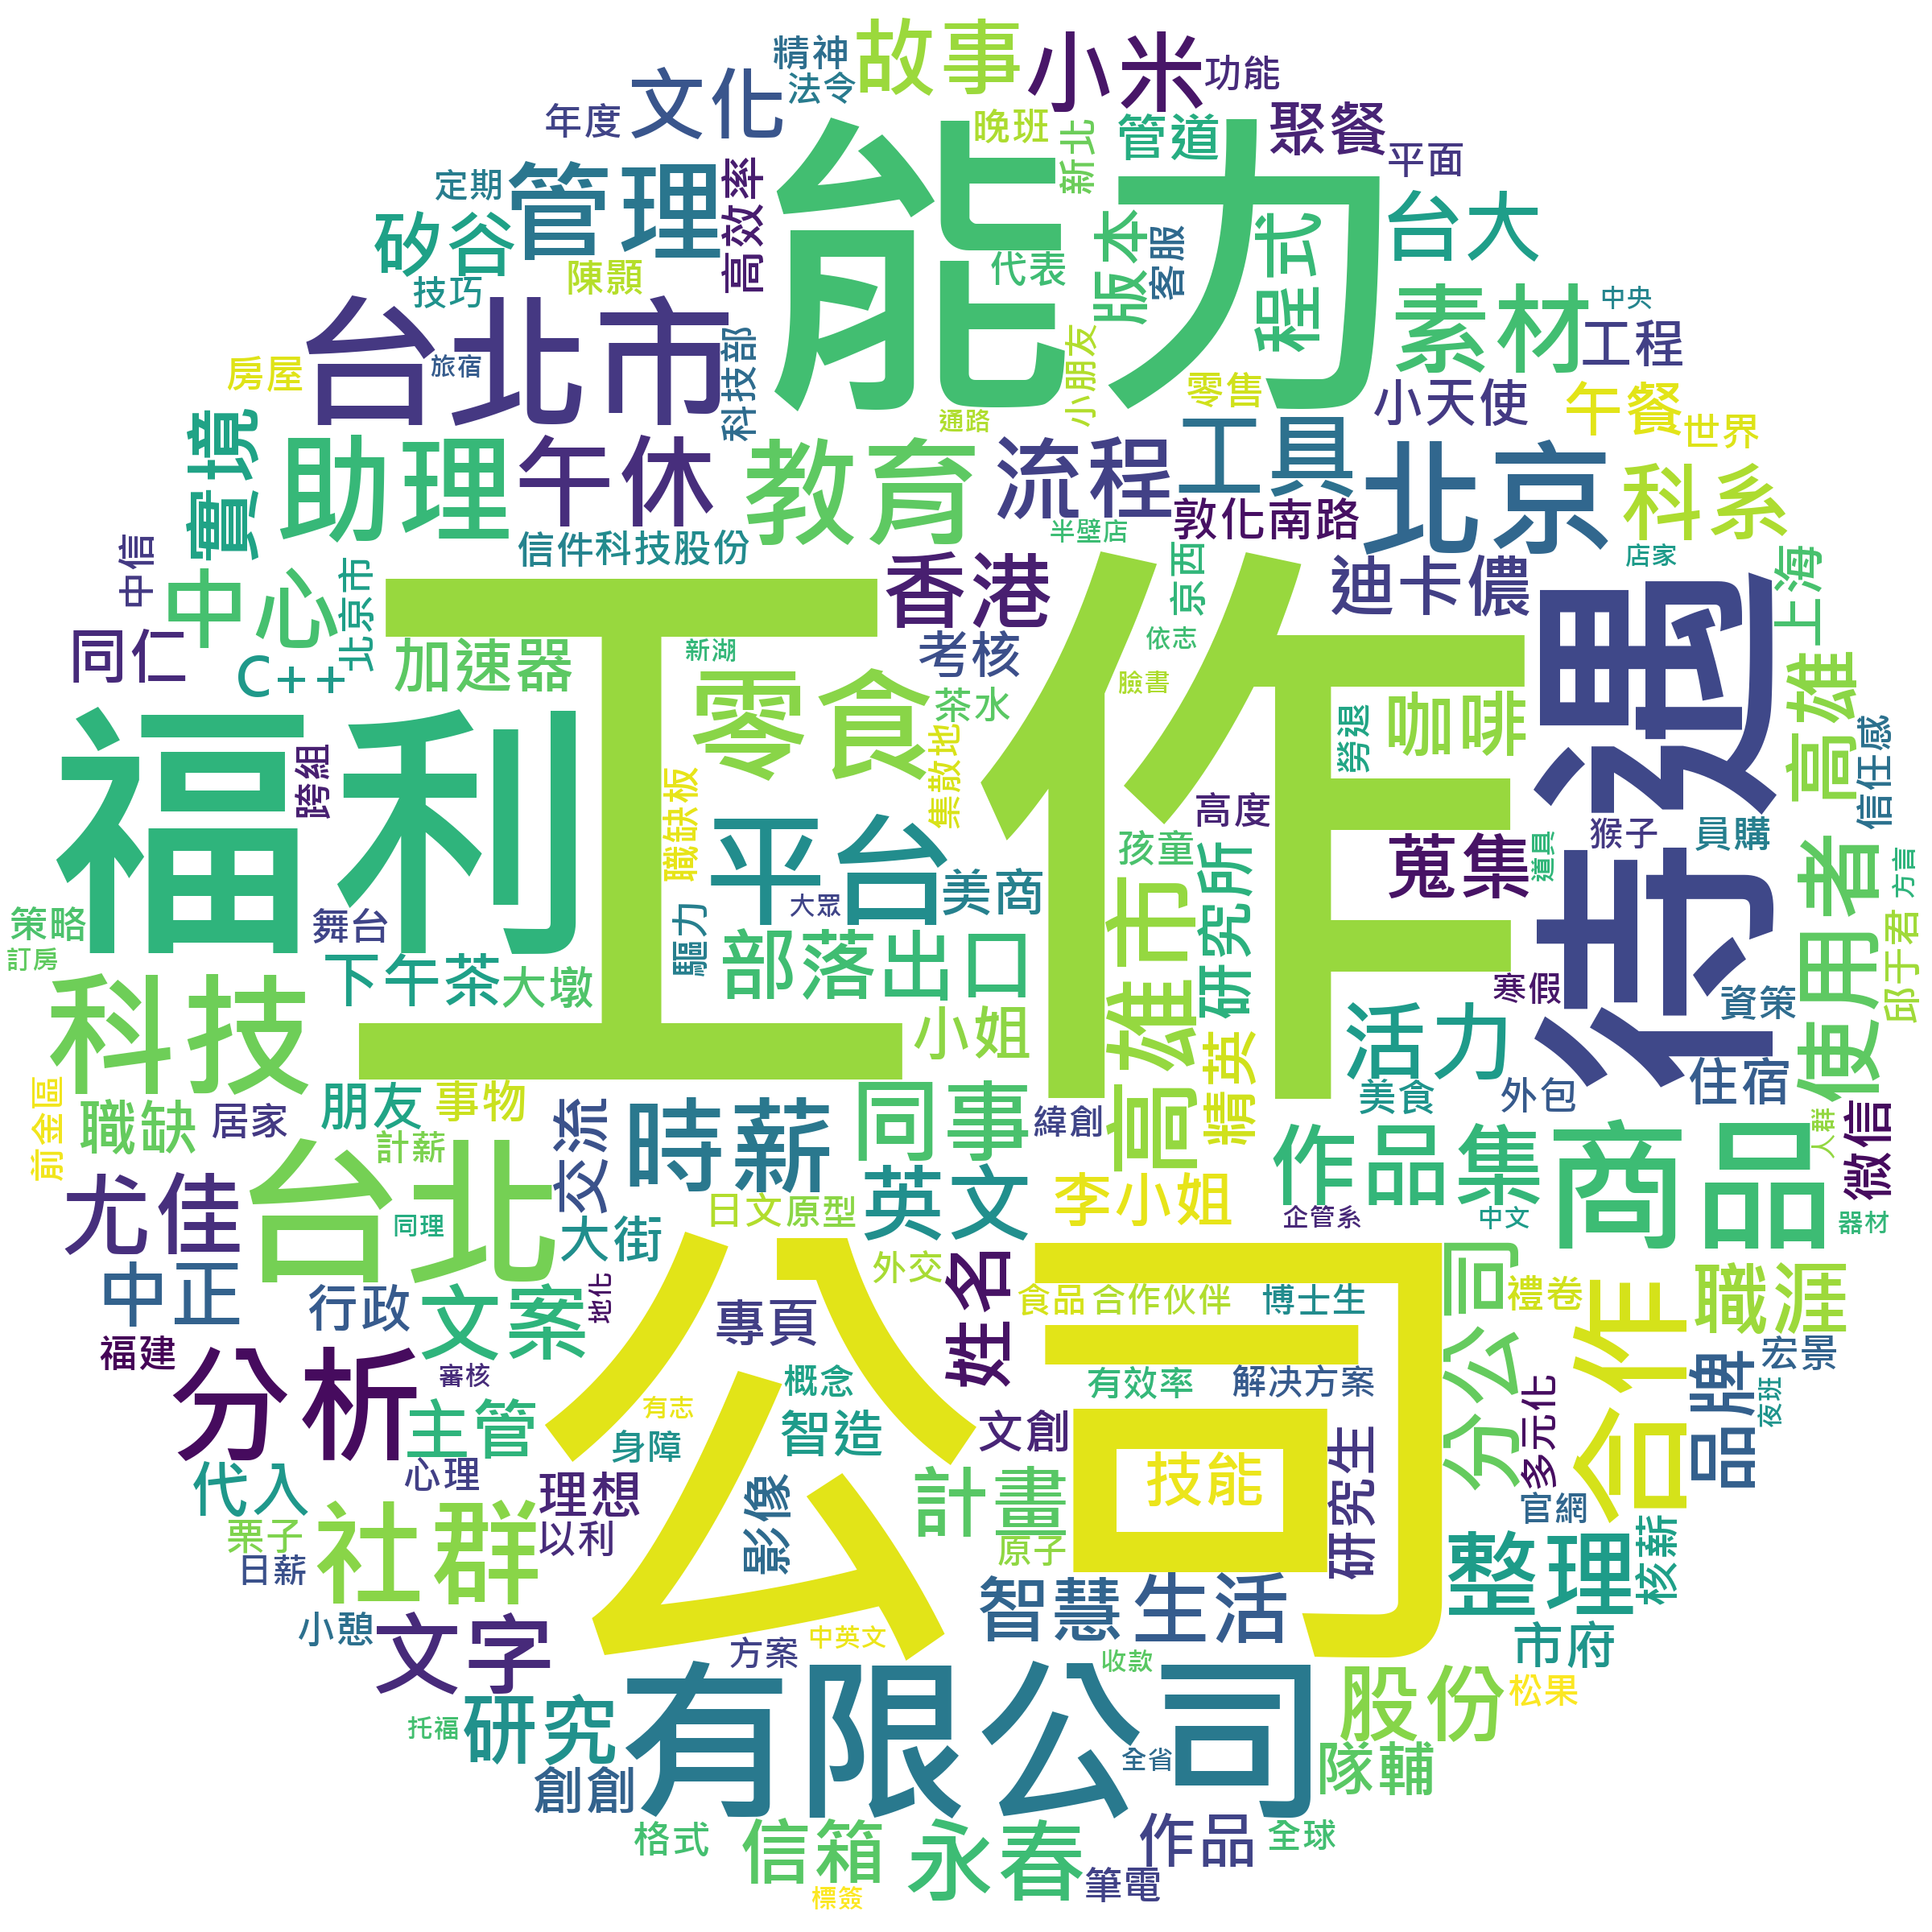 精神
故事
小米
功能
法令
文化
年度
晚班
新北
管道
聚餐
平面
能力
定期
管理
高效率
矽谷
技巧
陳顥
代表
版本
客服
程式
台大
素材
中央
工程
台北市
旅宿
科技部
房屋
小朋友
通路
零售
小天使
午餐
世界
實境
助理
午休
教育
流程
工具
北京
科系
敦化南路
半壁店
信件
科技股份
店家
中信
中心
北京市
香港
京西
迪卡儂
上海
工作
待遇
同仁
C++
加速器
新湖
考核
依志
臉書
零食
茶水
勞退
咖啡
高雄
信任感
福利
跨組
職缺板
集散地
平台
美商
大眾
高度
孩童
研究所
蒐集
道具
猴子
員購
使用者
方言
邱于君
策略
訂房
舞台
驅力
部落
出口
高雄市
下午茶
大墩
科技
小姐
精英
活力
寒假
資策
住宿
前金區
職缺
居家
朋友
事物
計薪
交流
時薪
同事
緯創
美食
外包
人群
微信
尤佳
台北
同理
大街
日文
原型
英文
李小姐
作品集
企管系
中文
商品
器材
中正
行政
文案
地化
專頁
外交
姓名
食品
合作伙伴
博士生
分公司
禮卷
合作
職涯
宏景
福建
分析
審核
公司
概念
有效率
解決方案
多元化
品牌
夜班
主管
有志
身障
智造
文創
技能
研究生
代入
心理
理想
影像
計畫
官網
栗子
日薪
社群
以利
原子
整理
核薪
小憩
文字
方案
中英文
智慧
生活
市府
收款
托福
研究
有限公司
全省
股份
松果
隊輔
創創
格式
信箱
永春
作品
全球
標簽
筆電